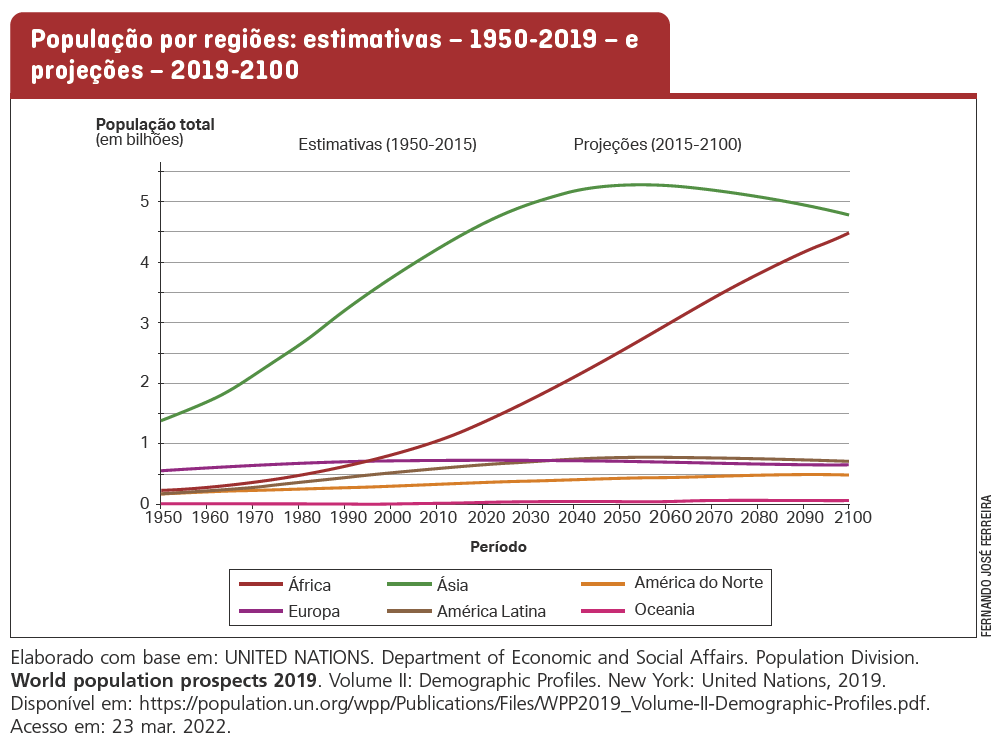 População por regiões: estimativas – 1950-2019 – e
projeções – 2019-2100
População total
(em bilhões)
Estimativas (1950-2015)
Projeções (2015-2100)
5
4
3
2
1
0
1950 1960 1970 1980 1990 2000 2010 2020 2030 2040 2050 2060 2070 2080 2090 2100
Período
África Ásia América do Norte
Europa América Latina Oceania
FERNANDO JOSÉ FERREIRA
Elaborado com base em: UNITED NATIONS. Department of Economic and Social Affairs. Population Division.
World population prospects 2019. Volume II: Demographic Profiles. New York: United Nations, 2019.
Disponível em: https://population.un.org/wpp/Publications/Files/WPP2019_Volume-II-Demographic-Profiles.pdf.
Acesso em: 23 mar. 2022.